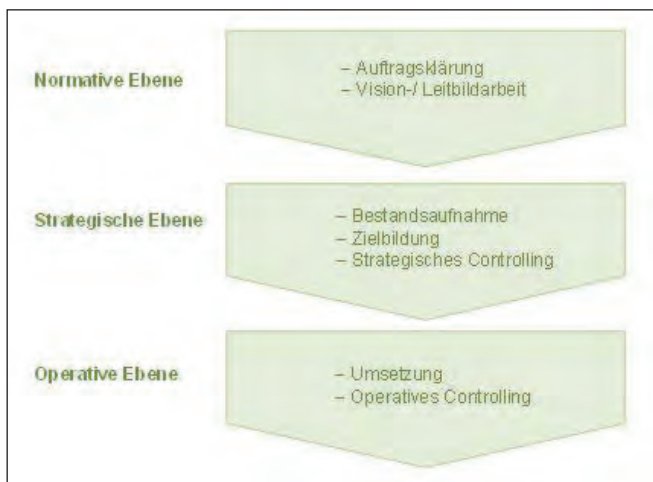 Normative Ebene
– Auftragsklärung
– Vision-/ Leitbildarbeit
Strategische Ebene
– Bestandsaufnahme
– Zielbildung
– Strategisches Controlling
Operative Ebene
– Umsetzung
– Operatives Controlling